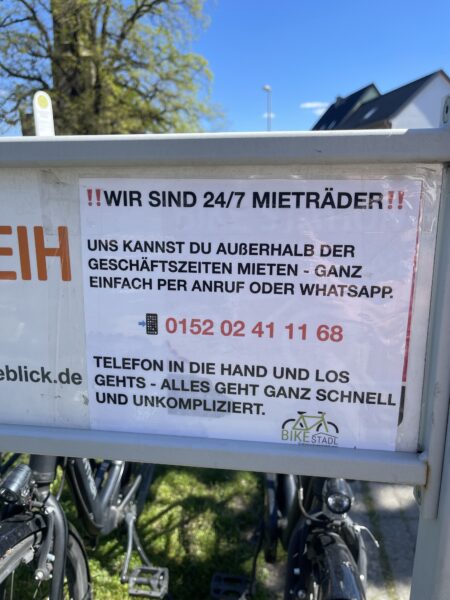 ‼WIR SIND 24/7 MIETRÄDER‼
UNS KANNST DU AUßERHALB DER
GESCHÄFTSZEITEN MIETEN - GANZ
EINFACH PER ANRUF ODER WHATSAPP.
0152 02 41 11 68
TELEFON IN DIE HAND UND LOS
GEHTS - ALLES GEHT GANZ SCHNELL
UND UNKOMPLIZIERT.
BIKESTADL
EIH
eblick.de